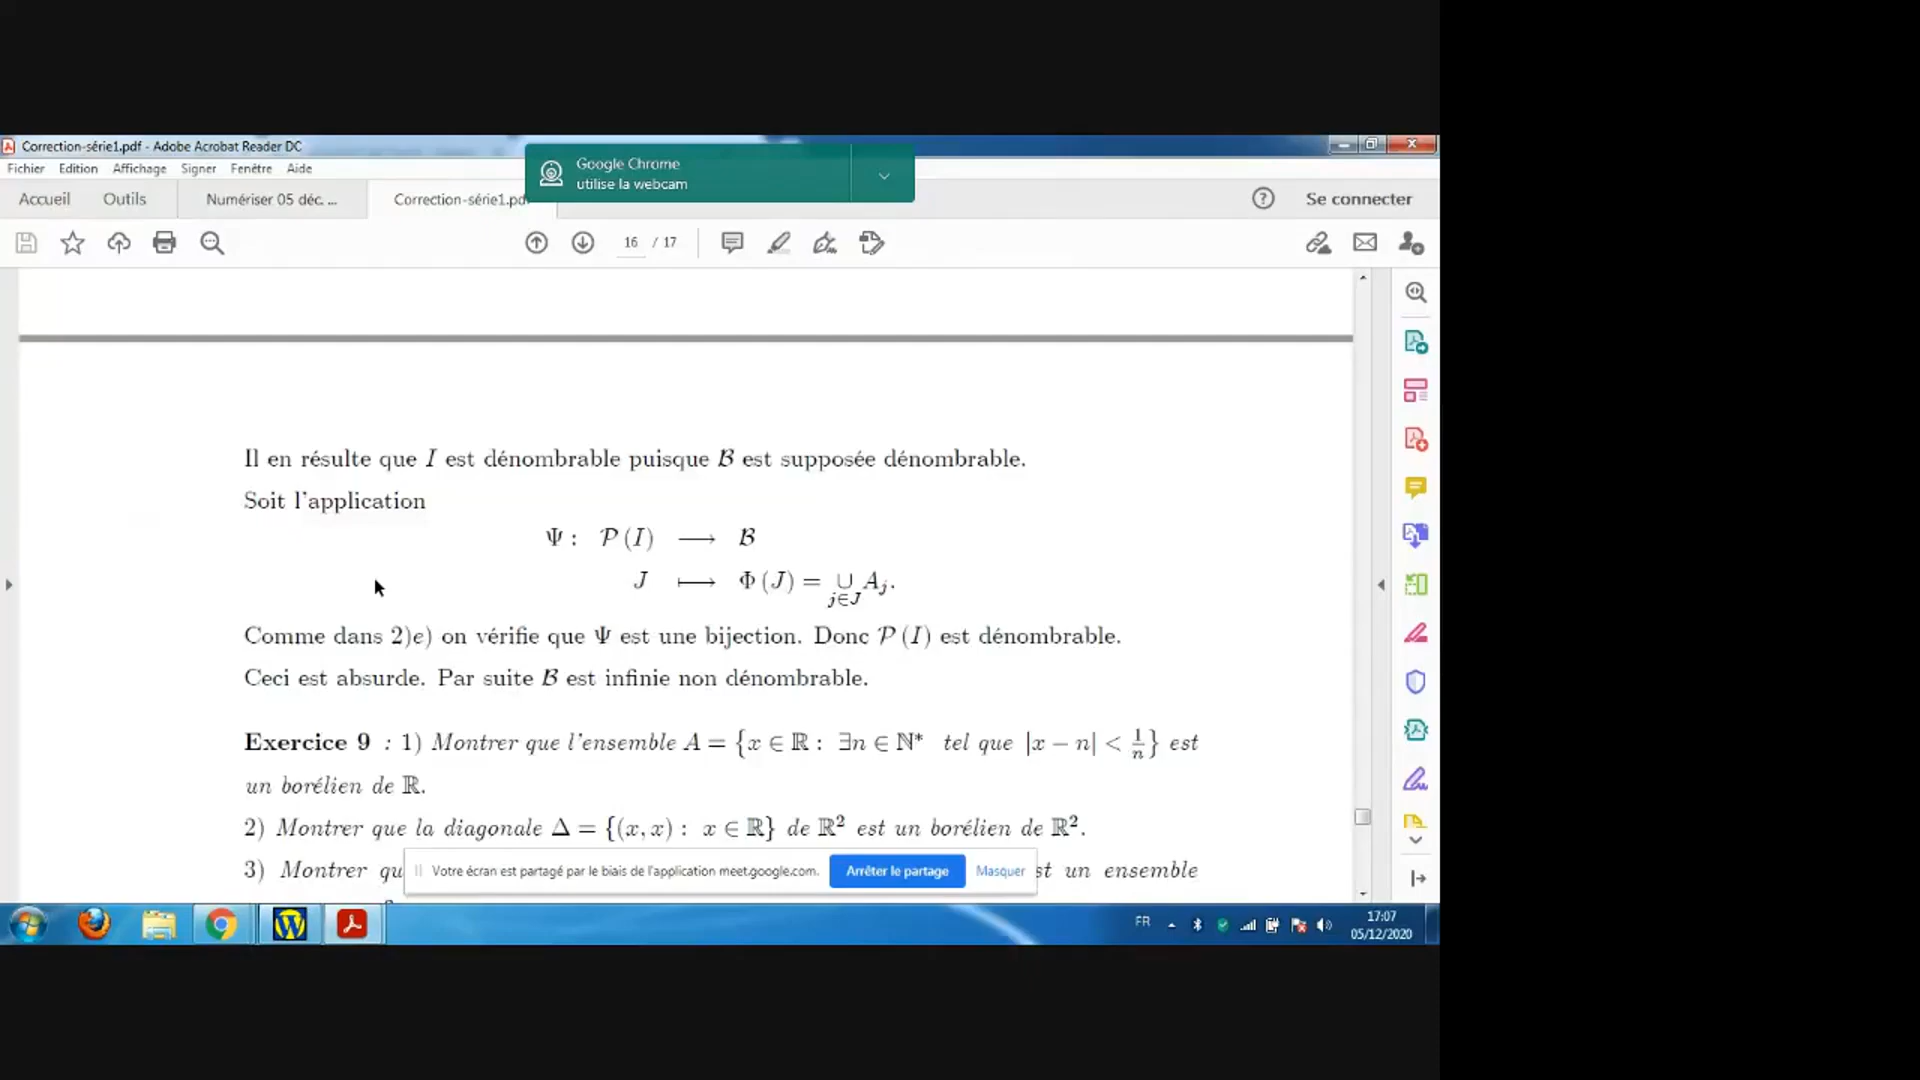 Correction-série1.pdf - Adobe Acrobat Reader DC
Google Chrome
utilise la webcam
Fichier Edition Affichage Signer Fenêtre Aide
Accueil Outils Numériser 05 déc. ... Correction-série1.pd Se connecter
16 / 17
Il en résulte que I est dénombrable puisque ℬ est supposée dénombrable.
Soit l'application
Ψ : 𝒫 (I) ⟶ ℬ
J ⟼ Φ (J) = ∪ A_j.
j∈J
Comme dans 2)e) on vérifie que Ψ est une bijection. Donc 𝒫 (I) est dénombrable.
Ceci est absurde. Par suite ℬ est infinie non dénombrable.
Exercice 9 : 1) Montrer que l'ensemble A = {x ∈ ℝ : ∃n ∈ ℕ* tel que |x − n| < 1/n} est
un borélien de ℝ.
2) Montrer que la diagonale Δ = {(x, x) : x ∈ ℝ} de ℝ² est un borélien de ℝ².
3) Montrer qu st un ensemble
Votre écran est partagé par le biais de l'application meet.google.com. Arrêter le partage Masquer
FR
17:07
05/12/2020